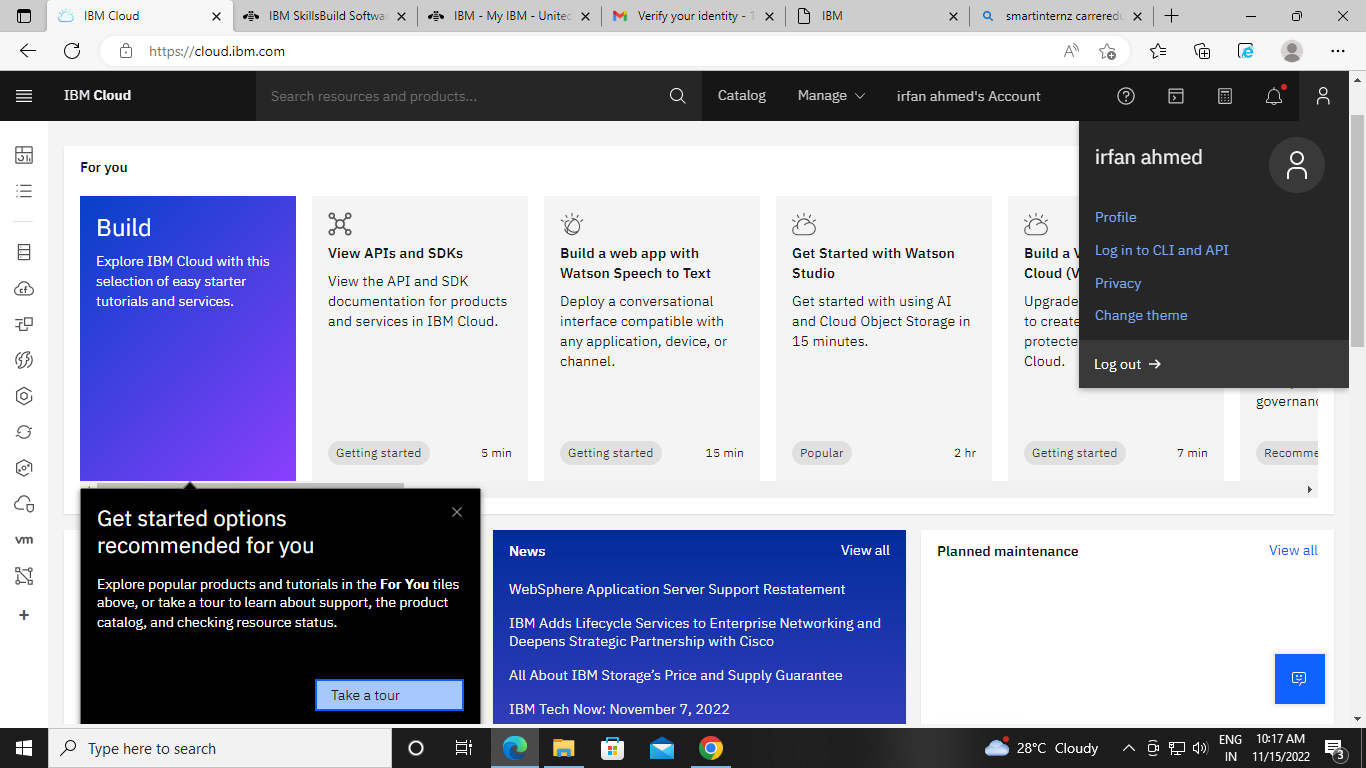 IBM Cloud
IBM SkillsBuild Softwa
IBM - My IBM - Unitec
Verify your identity -
IBM
smartinternz carreredu
https://cloud.ibm.com
IBM Cloud
Search resources and products...
Catalog
Manage
irfan ahmed's Account
For you
Build
Explore IBM Cloud with this
selection of easy starter
tutorials and services.
View APIs and SDKs
View the API and SDK
documentation for products
and services in IBM Cloud.
Getting started
5 min
Build a web app with
Watson Speech to Text
Deploy a conversational
interface compatible with
any application, device, or
channel.
Getting started
15 min
Get Started with Watson
Studio
Get started with using AI
and Cloud Object Storage in
15 minutes.
Popular
2 hr
Build a V
Cloud (V
Upgrade
to create
protecte
Cloud.
Getting started
7 min
governanc
Recomme
irfan ahmed
Profile
Log in to CLI and API
Privacy
Change theme
Log out
cf
vm
Get started options
recommended for you
Explore popular products and tutorials in the For You tiles
above, or take a tour to learn about support, the product
catalog, and checking resource status.
Take a tour
News
View all
WebSphere Application Server Support Restatement
IBM Adds Lifecycle Services to Enterprise Networking and
Deepens Strategic Partnership with Cisco
All About IBM Storage’s Price and Supply Guarantee
IBM Tech Now: November 7, 2022
Planned maintenance
View all
Type here to search
28°C Cloudy
ENG
IN
10:17 AM
11/15/2022
3